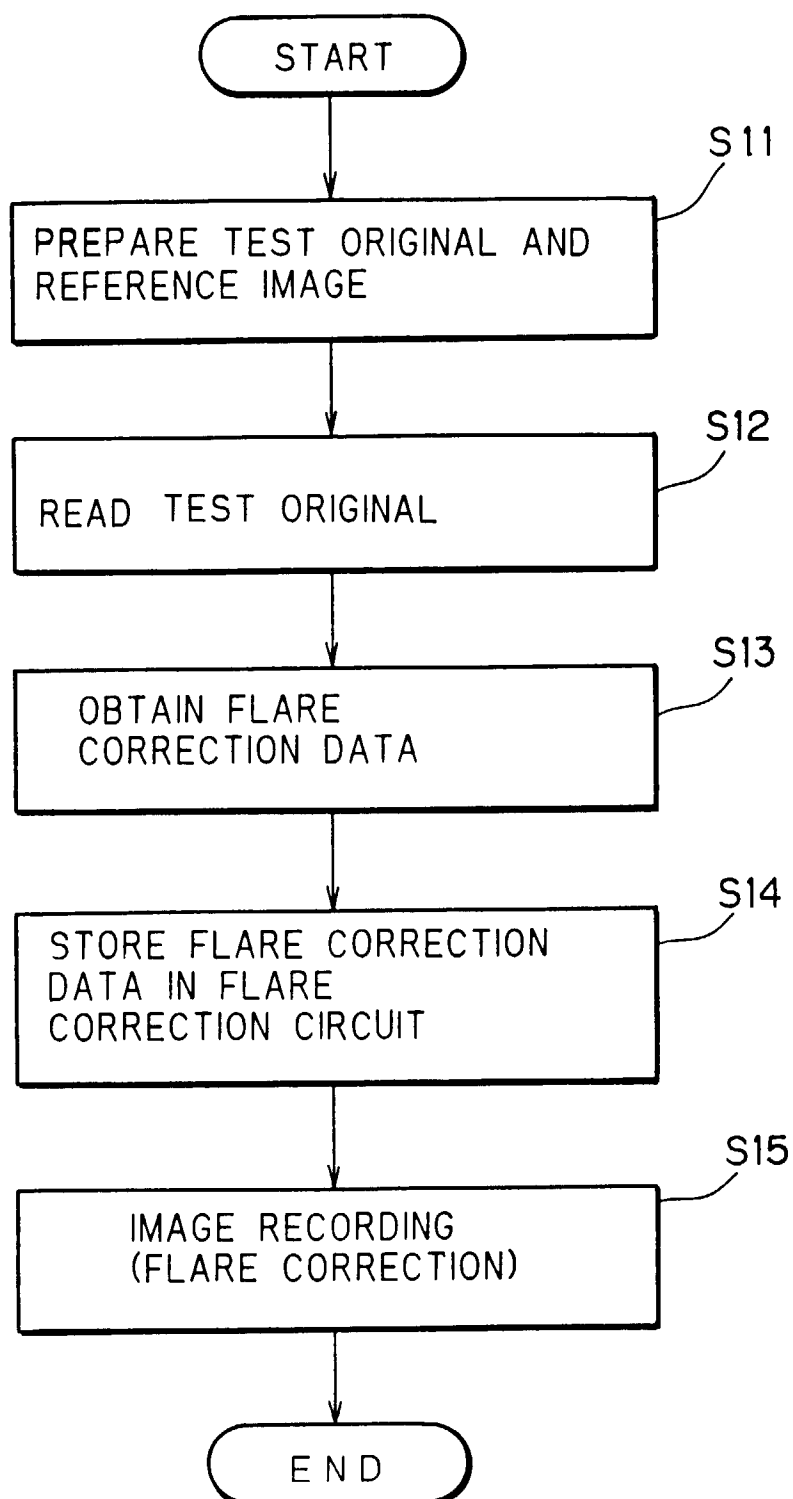 START
S11
PREPARE TEST ORIGINAL AND
REFERENCE IMAGE
S12
READ TEST ORIGINAL
S13
OBTAIN FLARE
CORRECTION DATA
S14
STORE FLARE CORRECTION
DATA IN FLARE
CORRECTION CIRCUIT
S15
IMAGE RECORDING
(FLARE CORRECTION)
END